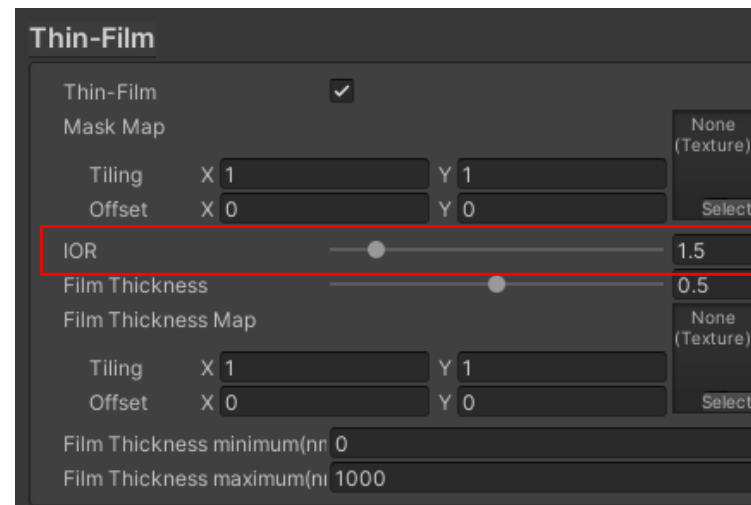 Thin-Film
Thin-Film
Mask Map
None
(Texture)
Tiling X 1 Y 1
Offset X 0 Y 0
Select
IOR 1.5
Film Thickness 0.5
Film Thickness Map
None
(Texture)
Tiling X 1 Y 1
Offset X 0 Y 0
Select
Film Thickness minimum(nm 0
Film Thickness maximum(n 1000